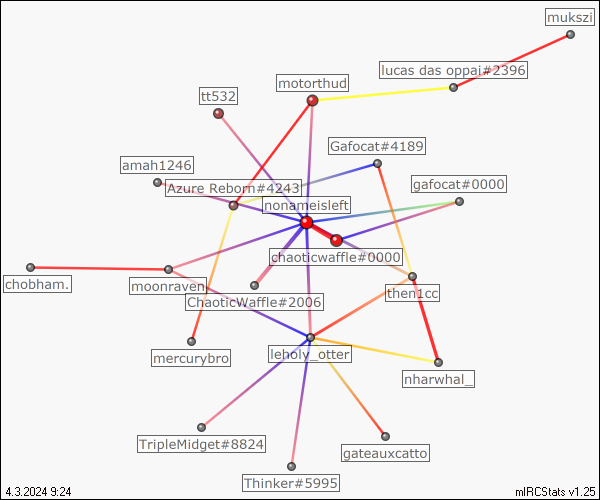 mukszi
lucas das oppai#2396
motorthud
tt532
Gafocat#4189
amah1246
Azure Reborn#4243
gafocat#0000
nonameisleft
chaoticwaffle#0000
chobham.
moonraven
ChaoticWaffle#2006
then1cc
mercurybro
leholy_otter
nharwhal_
TripleMidget#8824
gateauxcatto
Thinker#5995
4.3.2024 9:24
mIRCStats v1.25